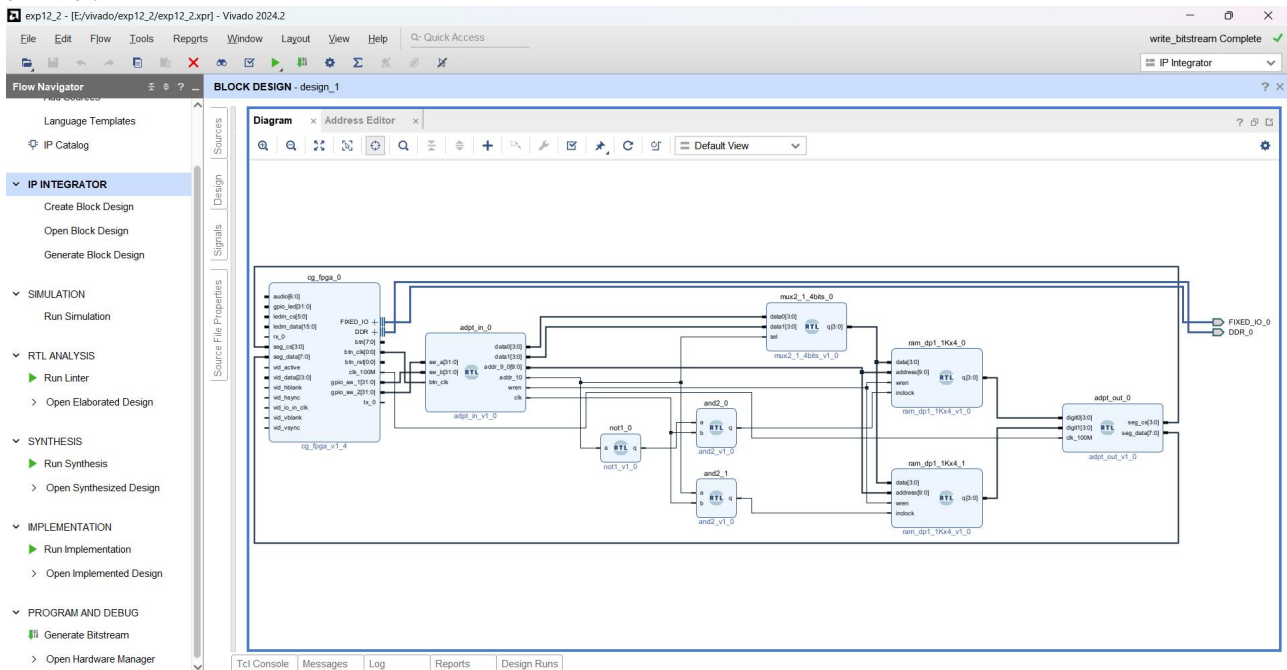 exp12_2 - [E:/vivado/exp12_2/exp12_2.xpr] - Vivado 2024.2
File Edit Flow Tools Reports Window Layout View Help Quick Access
write_bitstream Complete
IP Integrator
Flow Navigator
Add Sources
Language Templates
IP Catalog
IP INTEGRATOR
Create Block Design
Open Block Design
Generate Block Design
SIMULATION
Run Simulation
RTL ANALYSIS
Run Linter
Open Elaborated Design
SYNTHESIS
Run Synthesis
Open Synthesized Design
IMPLEMENTATION
Run Implementation
Open Implemented Design
PROGRAM AND DEBUG
Generate Bitstream
Open Hardware Manager
BLOCK DESIGN - design_1
Sources
Design
Signals
Source File Properties
Diagram Address Editor
Default View
cg_fpga_0
audio[6:0]
gpio_led[31:0]
ledm_cs[5:0]
ledm_data[15:0]
rx_0
seg_cs[3:0]
seg_data[7:0]
vid_active
vid_data[23:0]
vid_hblank
vid_hsync
vid_io_in_clk
vid_vblank
vid_vsync
FIXED_IO
DDR
btn[7:0]
btn_clk[0:0]
btn_rst[0:0]
clk_100M
gpio_sw_1[31:0]
gpio_sw_2[31:0]
tx_0
cg_fpga_v1_4
adpt_in_0
sw_a[31:0]
sw_b[31:0]
btn_clk
RTL
data0[3:0]
data1[3:0]
addr_9_0[9:0]
addr_10
wren
clk
adpt_in_v1_0
not1_0
a RTL q
not1_v1_0
and2_0
a
b
RTL q
and2_v1_0
and2_1
a
b
RTL q
and2_v1_0
mux2_1_4bits_0
data0[3:0]
data1[3:0]
sel
RTL q[3:0]
mux2_1_4bits_v1_0
ram_dp1_1Kx4_0
data[3:0]
address[9:0]
wren
inclock
RTL q[3:0]
ram_dp1_1Kx4_v1_0
ram_dp1_1Kx4_1
data[3:0]
address[9:0]
wren
inclock
RTL q[3:0]
ram_dp1_1Kx4_v1_0
adpt_out_0
digit0[3:0]
digit1[3:0]
clk_100M
RTL
seg_cs[3:0]
seg_data[7:0]
adpt_out_v1_0
FIXED_IO_0
DDR_0
Tcl Console Messages Log Reports Design Runs